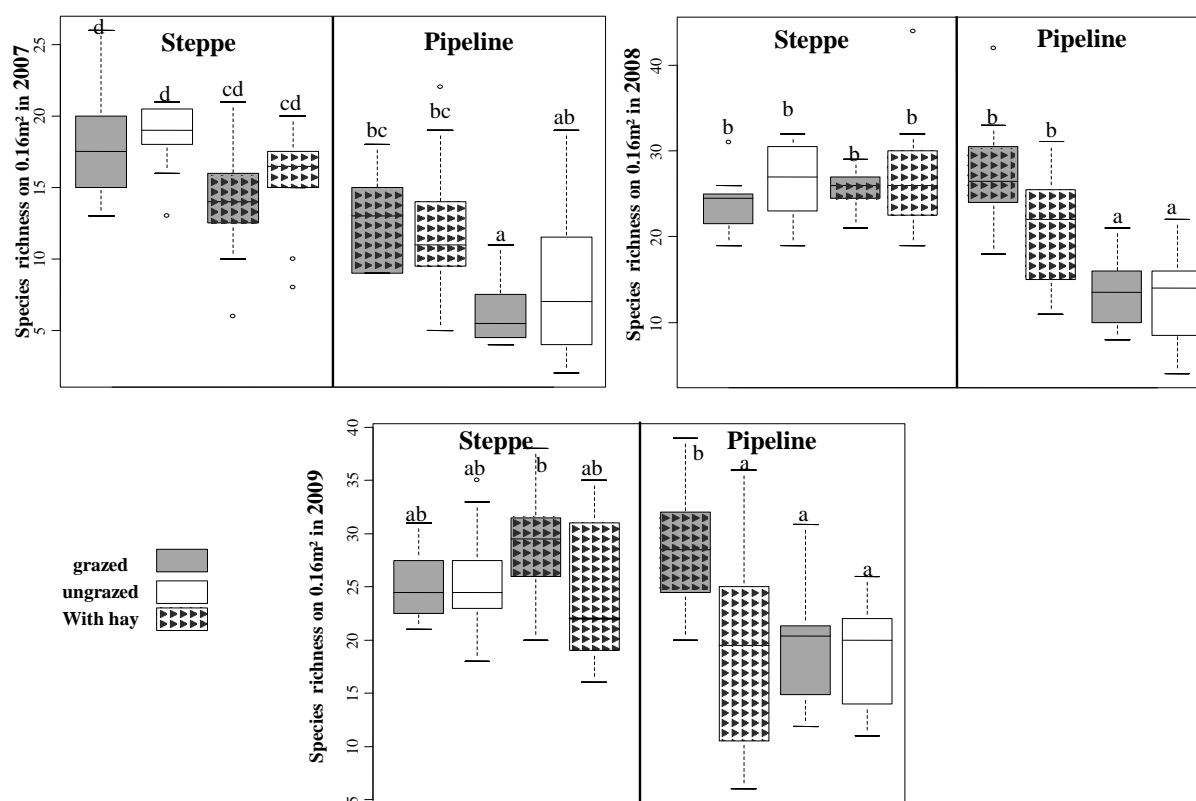 Species richness on 0.16m² in 2007
25
20
15
10
5
Steppe
Pipeline
d
d
cd
cd
bc
bc
a
ab
Species richness on 0.16m² in 2008
40
30
20
10
Steppe
Pipeline
b
b
b
b
b
b
a
a
Species richness on 0.16m² in 2009
40
35
30
25
20
15
10
5
Steppe
Pipeline
ab
ab
b
ab
b
a
a
a
grazed
ungrazed
With hay